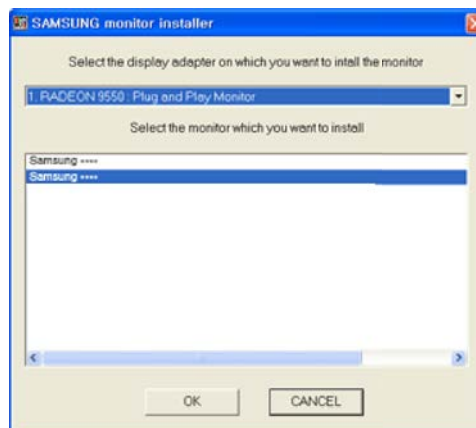 SAMSUNG monitor installer
Select the display adapter on which you want to intall the monitor
1. RADEON 9550 : Plug and Play Monitor
Select the monitor which you want to install
Samsung ****
Samsung ****
OK
CANCEL